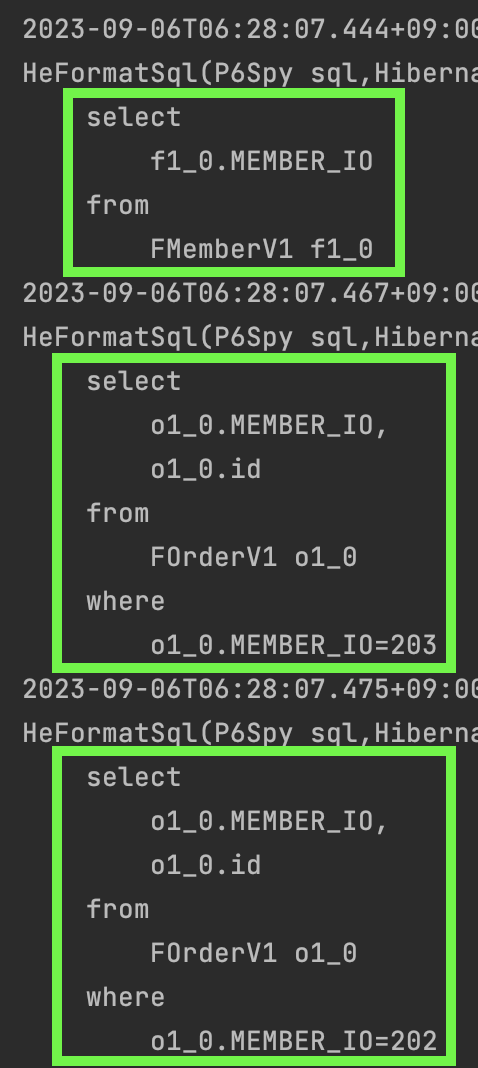 2023-09-06T06:28:07.444+09:00
HeFormatSql(P6Spy sql,Hiberna
select
f1_0.MEMBER_IO
from
FMemberV1 f1_0
2023-09-06T06:28:07.467+09:00
HeFormatSql(P6Spy sql,Hiberna
select
o1_0.MEMBER_IO,
o1_0.id
from
FOrderV1 o1_0
where
o1_0.MEMBER_IO=203
2023-09-06T06:28:07.475+09:00
HeFormatSql(P6Spy sql,Hiberna
select
o1_0.MEMBER_IO,
o1_0.id
from
FOrderV1 o1_0
where
o1_0.MEMBER_IO=202